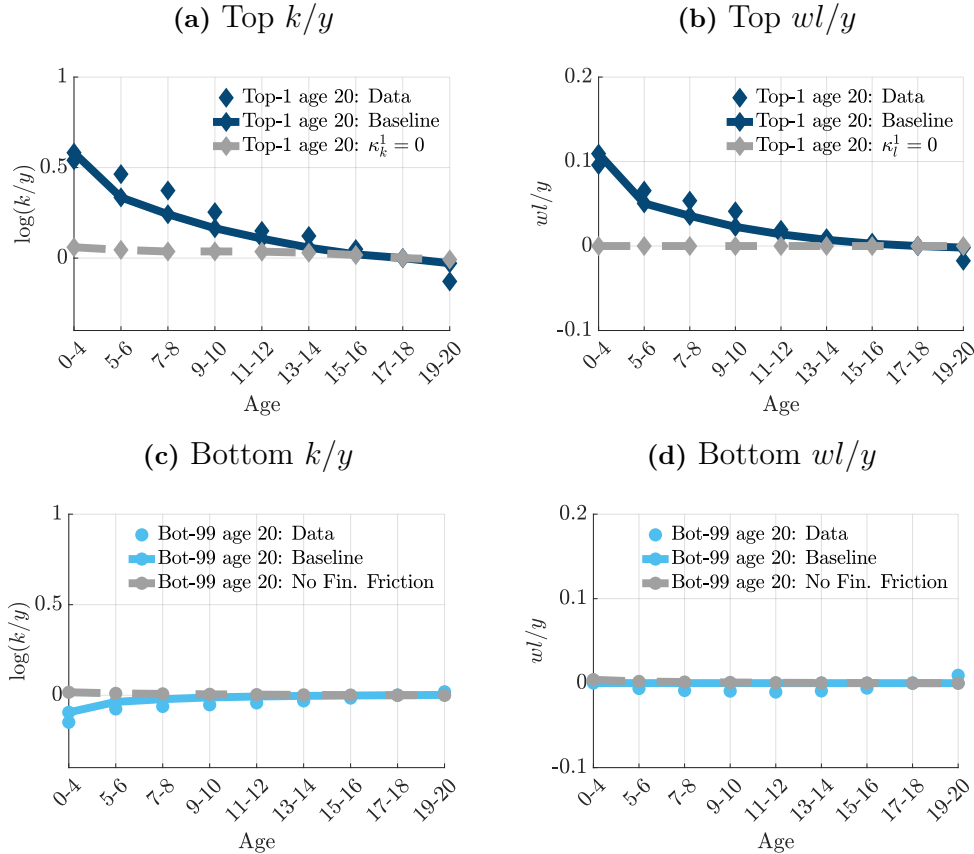 (a) Top k/y
1
0.5
0
log(k/y)
Top-1 age 20: Data
Top-1 age 20: Baseline
Top-1 age 20: κ_k^1 = 0
0-4
5-6
7-8
9-10
11-12
13-14
15-16
17-18
19-20
Age
(b) Top wl/y
0.2
0.1
0
-0.1
wl/y
Top-1 age 20: Data
Top-1 age 20: Baseline
Top-1 age 20: κ_l^1 = 0
0-4
5-6
7-8
9-10
11-12
13-14
15-16
17-18
19-20
Age
(c) Bottom k/y
1
0.5
0
log(k/y)
Bot-99 age 20: Data
Bot-99 age 20: Baseline
Bot-99 age 20: No Fin. Friction
0-4
5-6
7-8
9-10
11-12
13-14
15-16
17-18
19-20
Age
(d) Bottom wl/y
0.2
0.1
0
-0.1
wl/y
Bot-99 age 20: Data
Bot-99 age 20: Baseline
Bot-99 age 20: No Fin. Friction
0-4
5-6
7-8
9-10
11-12
13-14
15-16
17-18
19-20
Age